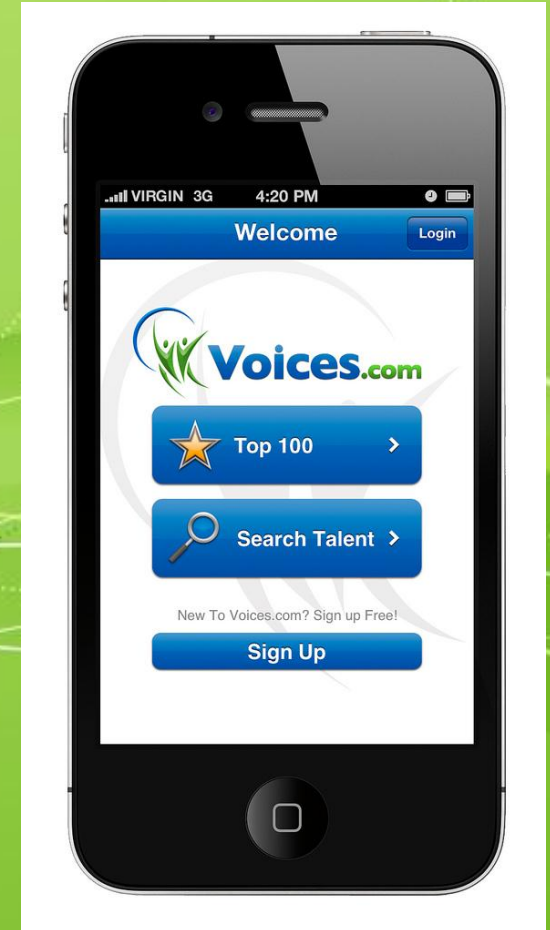 VIRGIN 3G 4:20 PM
Welcome
Login
Voices.com
Top 100
Search Talent
New To Voices.com? Sign up Free!
Sign Up